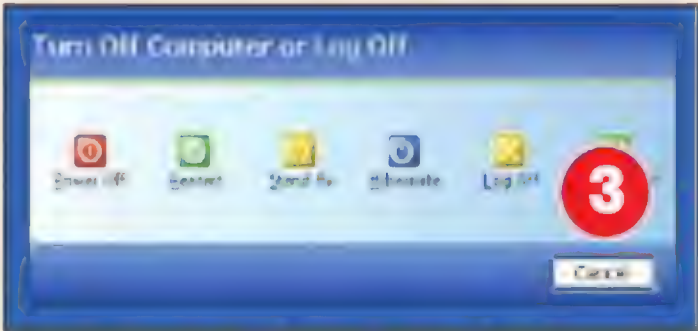 Turn Off Computer or Log Off
Power Off Restart Stand By Hibernate Log Off
3
Cancel